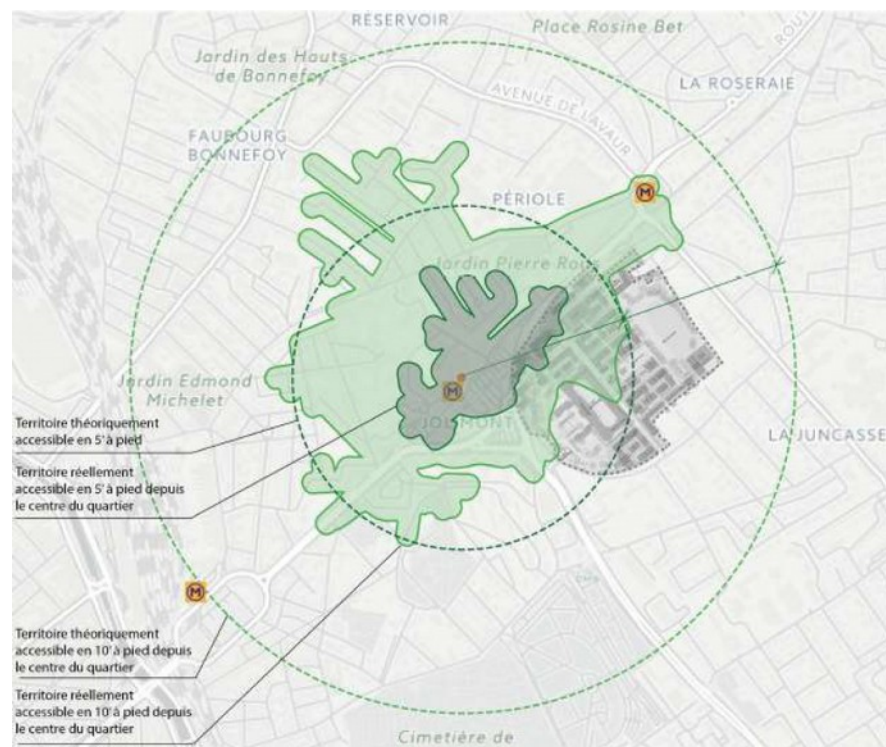 RÉSERVOIR
Place Rosine Bet
Jardin des Hauts
de Bonnefoy
LA ROSERAIE
AVENUE DE LAVAUR
FAUBOURG
BONNEFOY
M
PÉRIOLE
Jardin Pierre
Jardin Edmond
Michelet
M
JOLIMONT
Territoire théoriquement
accessible en 5' à pied
LA JUNCASSE
Territoire réellement
accessible en 5' à pied depuis
le centre du quartier
M
Territoire théoriquement
accessible en 10' à pied depuis
le centre du quartier
Territoire réellement
accessible en 10' à pied depuis
le centre du quartier
Cimetière de